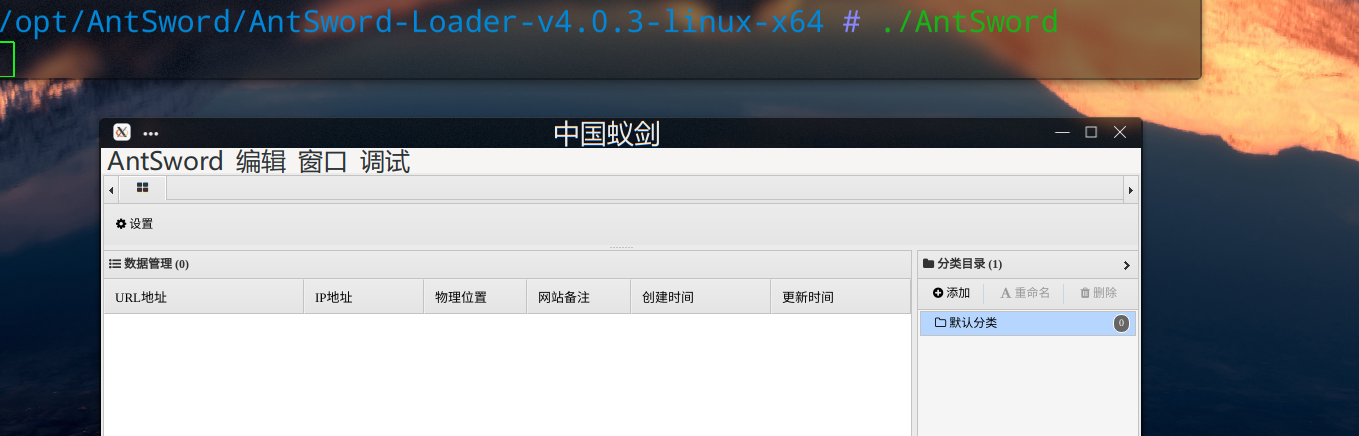 /opt/AntSword/AntSword-Loader-v4.0.3-linux-x64 # ./AntSword
中国蚁剑
AntSword 编辑 窗口 调试
设置
数据管理 (0) 分类目录 (1)
URL地址 IP地址 物理位置 网站备注 创建时间 更新时间 添加 A 重命名 删除
默认分类 0